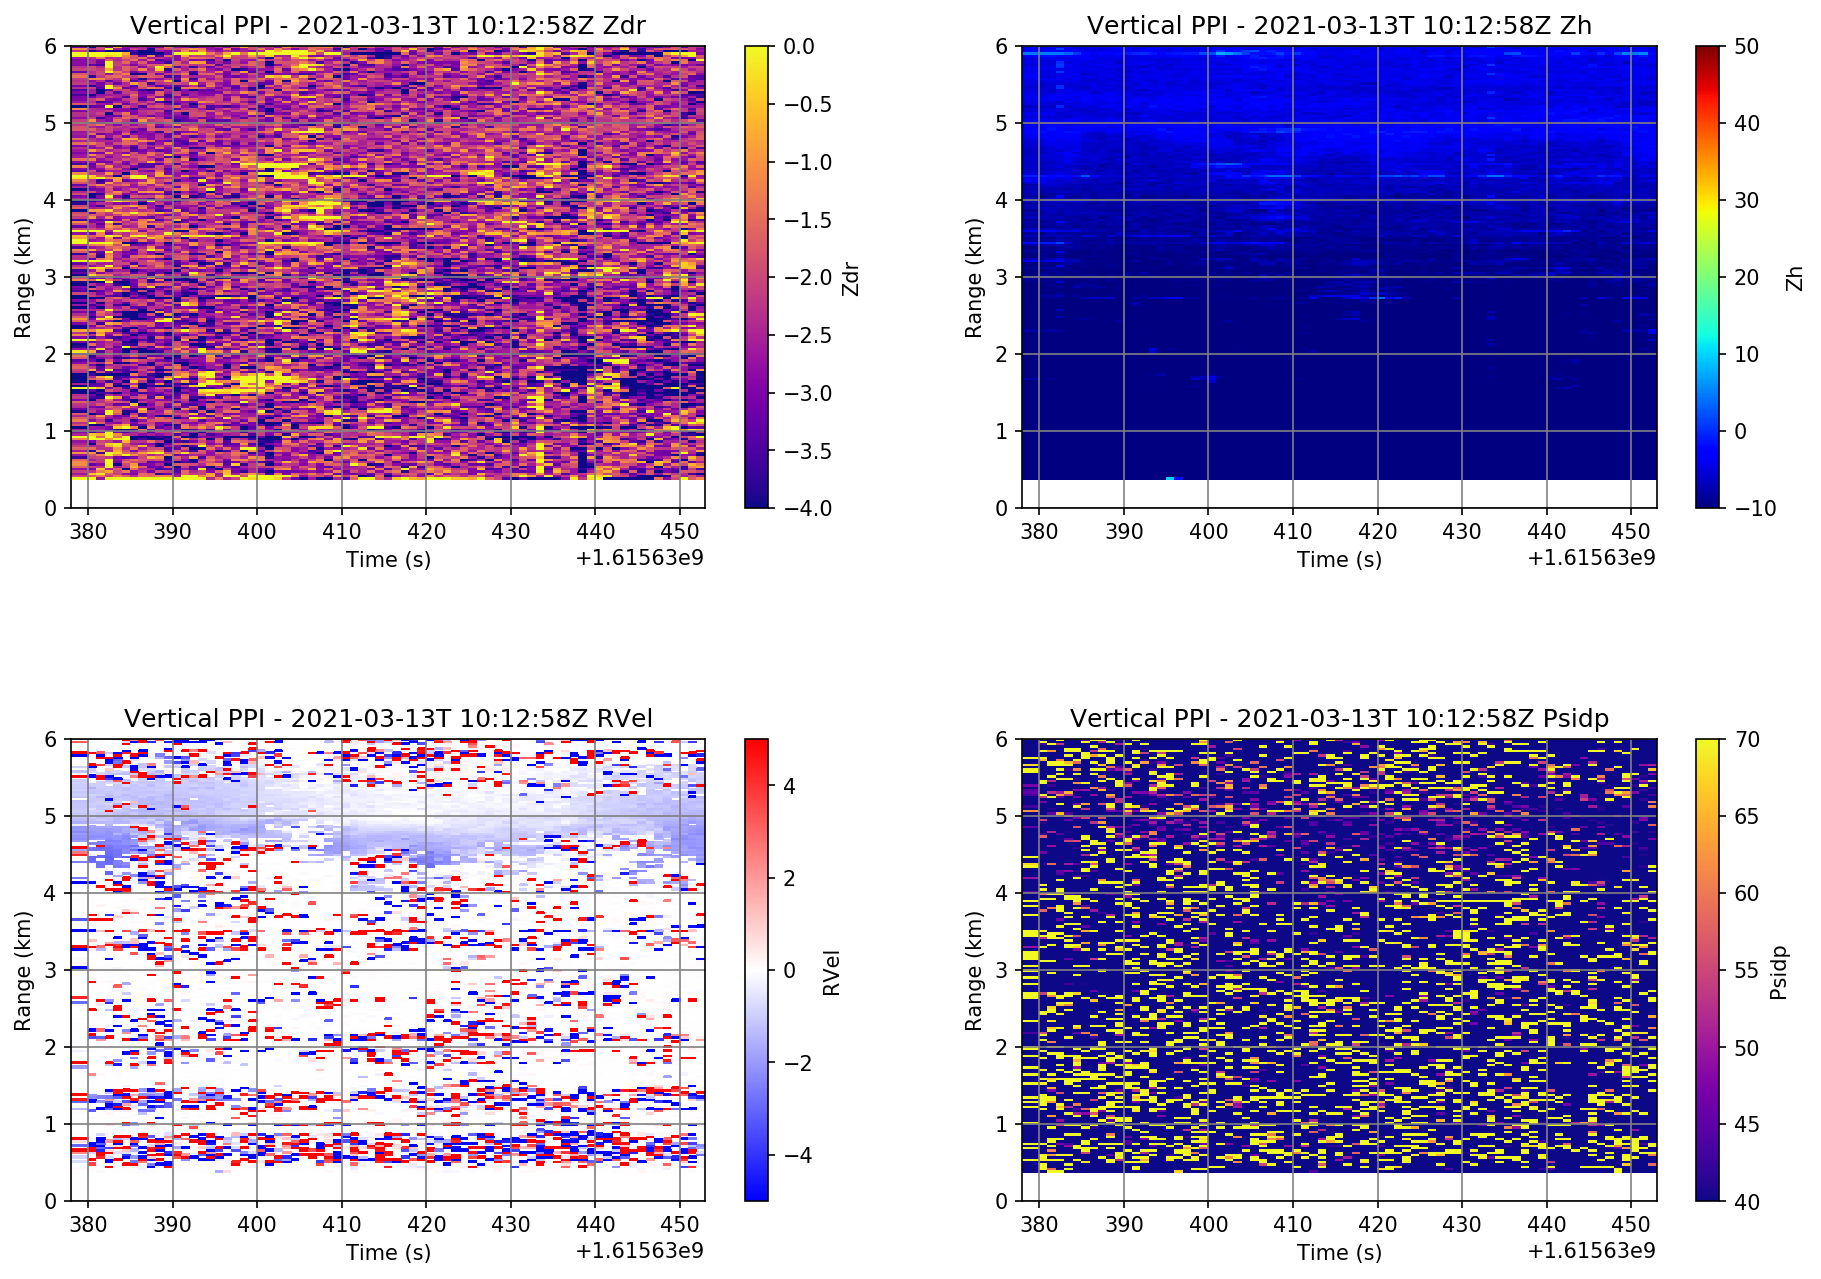 Vertical PPI - 2021-03-13T 10:12:58Z Zdr
6
5
4
3
2
1
0
Range (km)
380 390 400 410 420 430 440 450
Time (s)
+1.61563e9
0.0
−0.5
−1.0
−1.5
−2.0
−2.5
−3.0
−3.5
−4.0
Zdr
Vertical PPI - 2021-03-13T 10:12:58Z Zh
6
5
4
3
2
1
0
Range (km)
380 390 400 410 420 430 440 450
Time (s)
+1.61563e9
50
40
30
20
10
0
−10
Zh
Vertical PPI - 2021-03-13T 10:12:58Z RVel
6
5
4
3
2
1
0
Range (km)
380 390 400 410 420 430 440 450
Time (s)
+1.61563e9
4
2
0
−2
−4
RVel
Vertical PPI - 2021-03-13T 10:12:58Z Psidp
6
5
4
3
2
1
0
Range (km)
380 390 400 410 420 430 440 450
Time (s)
+1.61563e9
70
65
60
55
50
45
40
Psidp